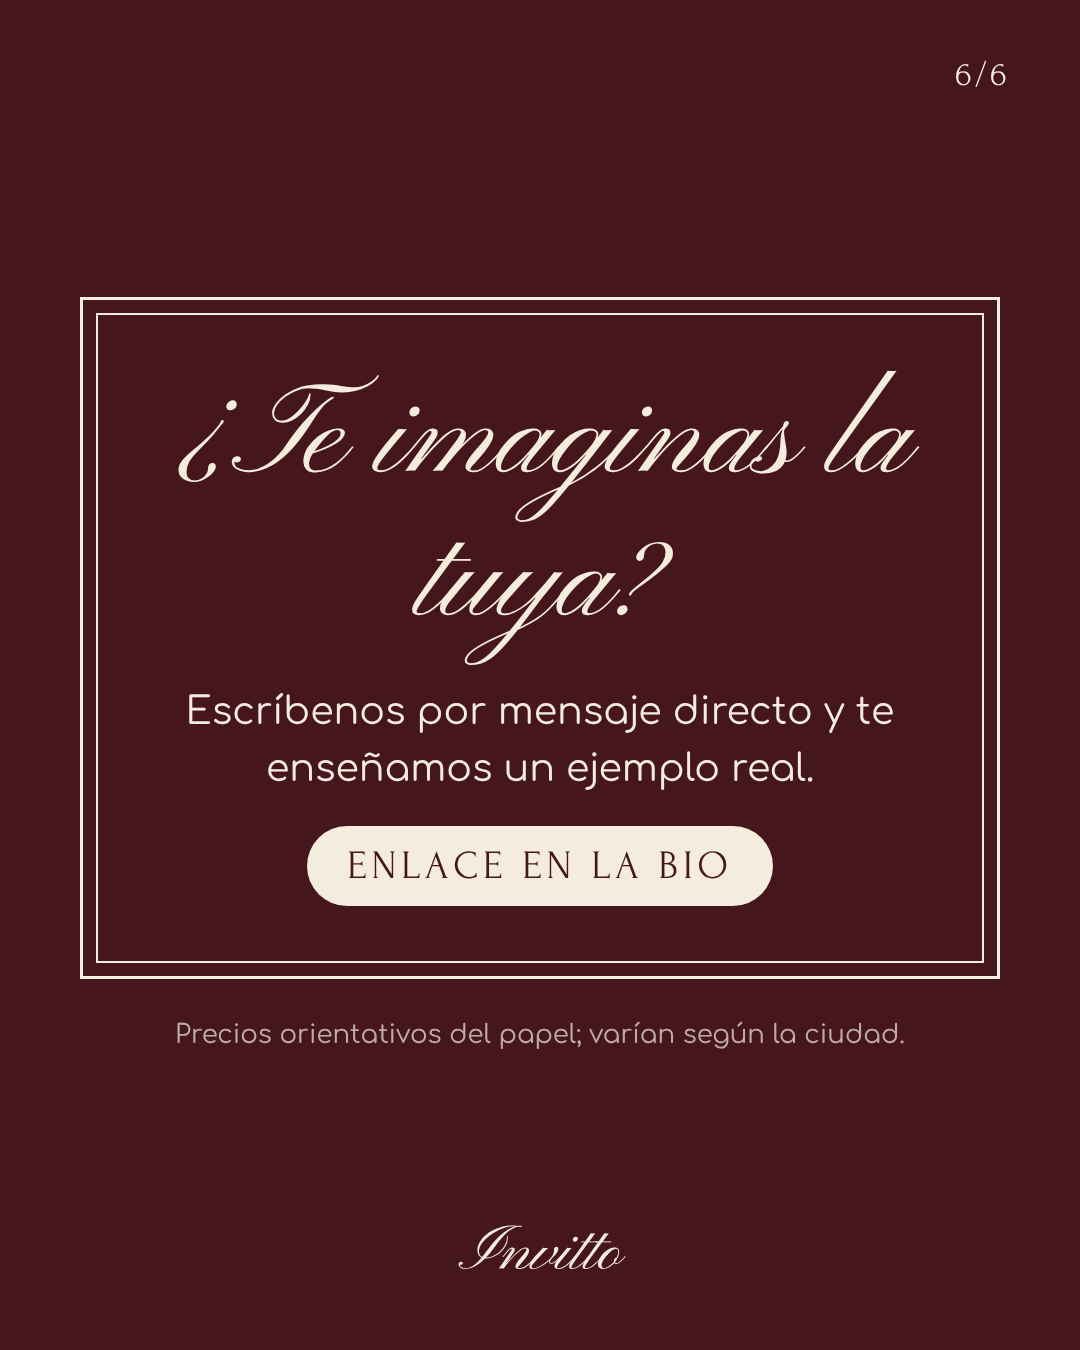 6/6
¿Te imaginas la
tuya?
Escríbenos por mensaje directo y te
enseñamos un ejemplo real.
ENLACE EN LA BIO
Precios orientativos del papel; varían según la ciudad.
Invitto